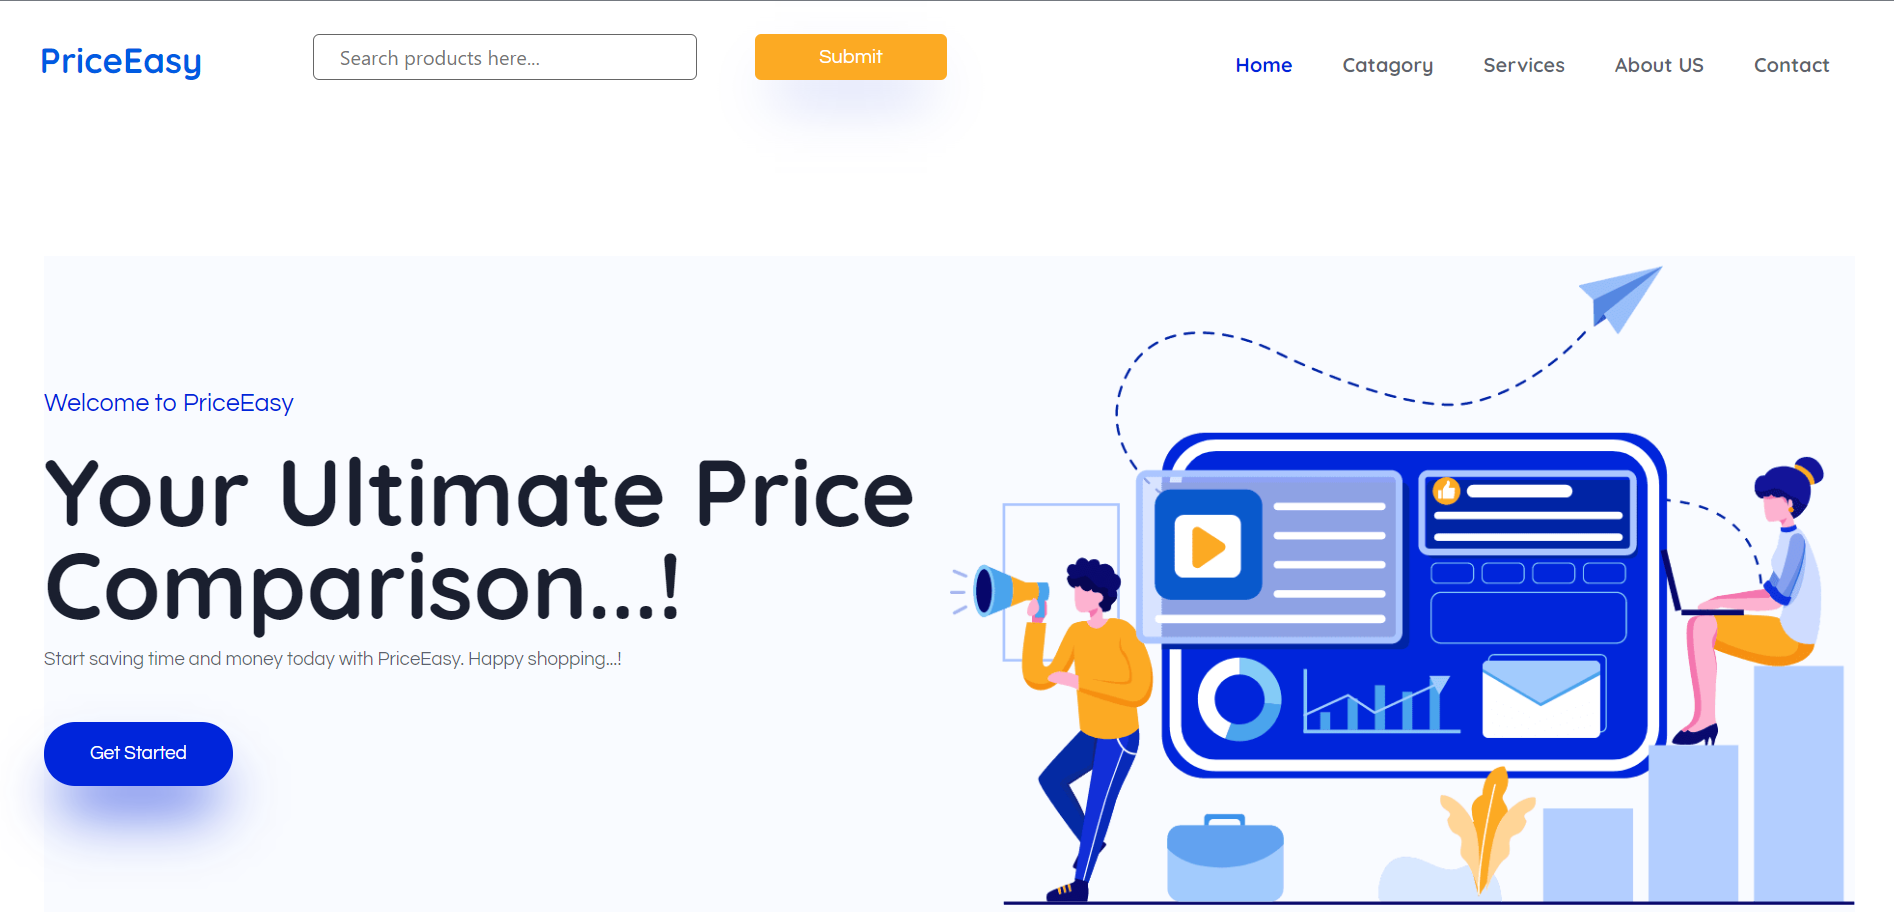 PriceEasy
Search products here...
Submit
Home
Catagory
Services
About US
Contact
Welcome to PriceEasy
Your Ultimate Price
Comparison...!
Start saving time and money today with PriceEasy. Happy shopping...!
Get Started